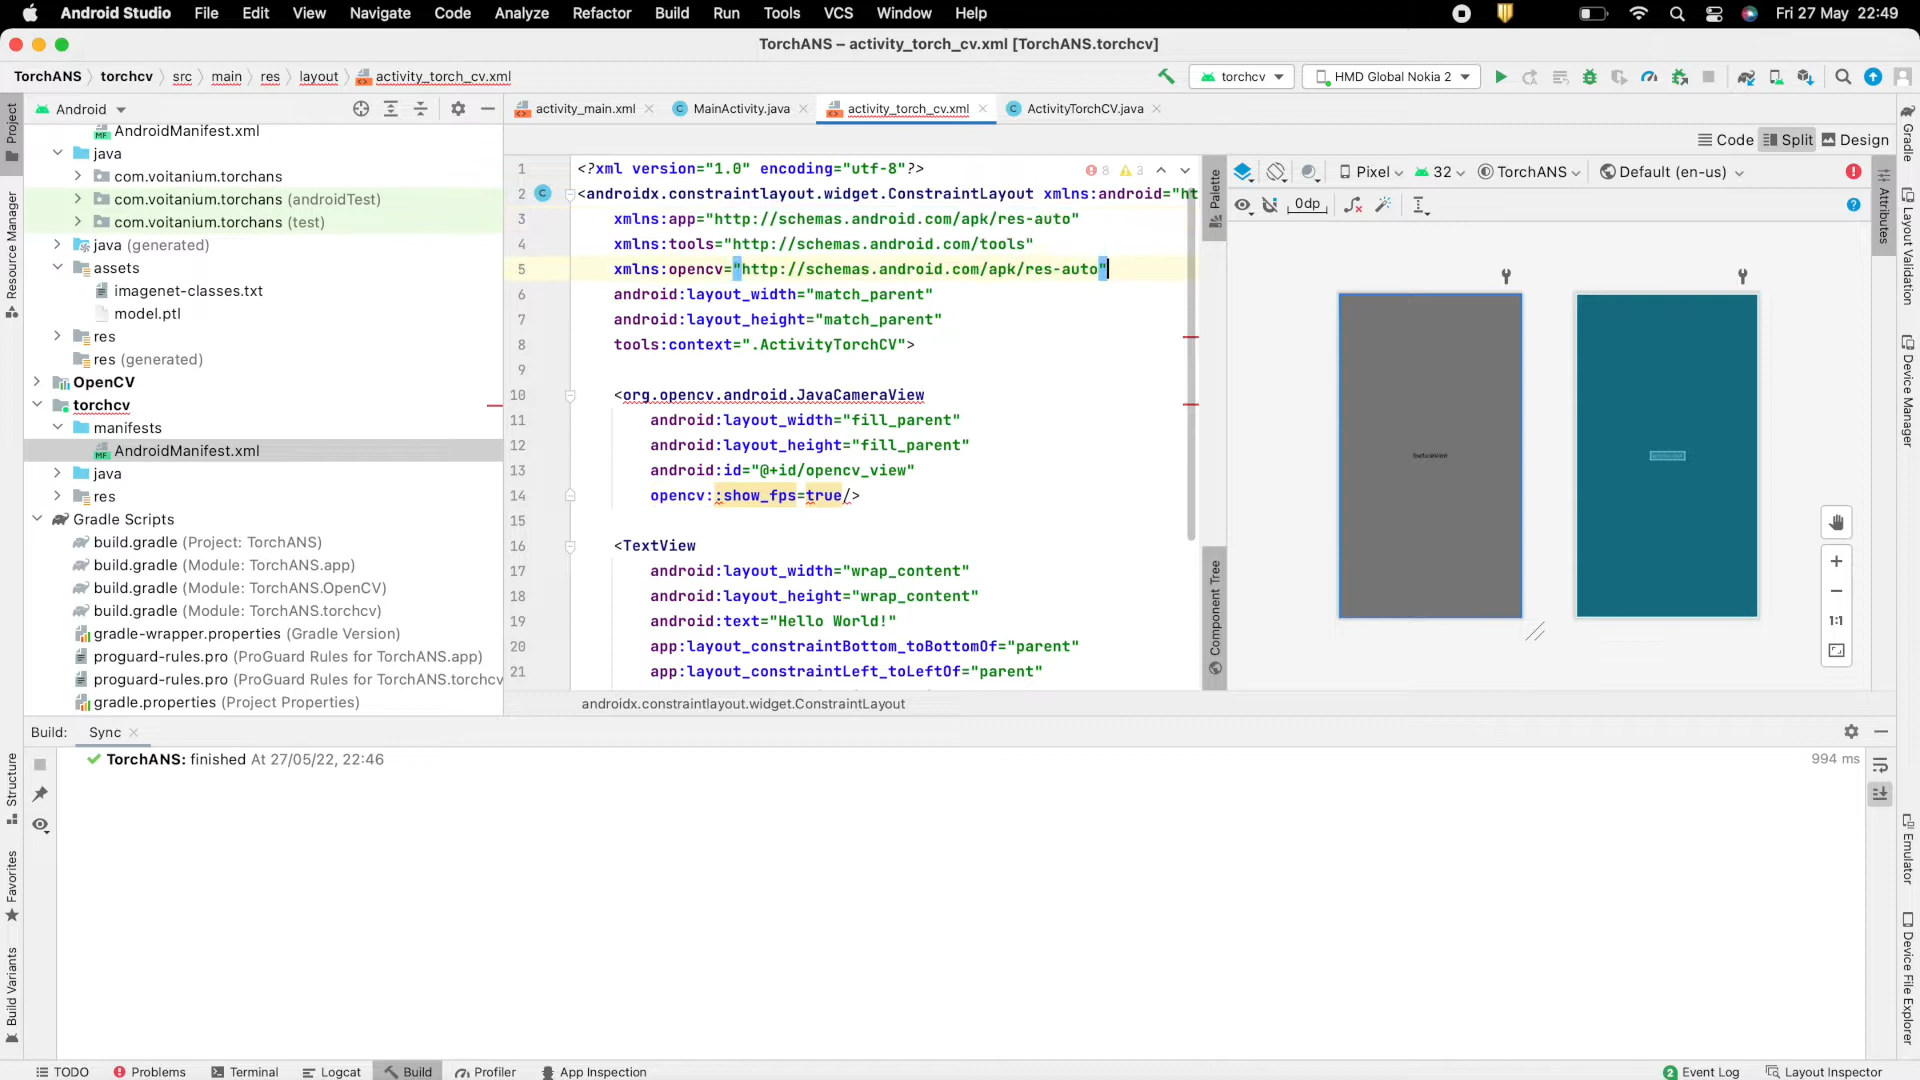 Android Studio File Edit View Navigate Code Analyze Refactor Build Run Tools VCS Window Help Fri 27 May 22:49
TorchANS – activity_torch_cv.xml [TorchANS.torchcv]
TorchANS torchcv src main res layout activity_torch_cv.xml torchcv HMD Global Nokia 2
Android activity_main.xml MainActivity.java activity_torch_cv.xml ActivityTorchCV.java
Code Split Design
Project
Resource Manager
Structure
Favorites
Build Variants
AndroidManifest.xml
java
com.voitanium.torchans
com.voitanium.torchans (androidTest)
com.voitanium.torchans (test)
java (generated)
assets
imagenet-classes.txt
model.ptl
res
res (generated)
OpenCV
torchcv
manifests
AndroidManifest.xml
java
res
Gradle Scripts
build.gradle (Project: TorchANS)
build.gradle (Module: TorchANS.app)
build.gradle (Module: TorchANS.OpenCV)
build.gradle (Module: TorchANS.torchcv)
gradle-wrapper.properties (Gradle Version)
proguard-rules.pro (ProGuard Rules for TorchANS.app)
proguard-rules.pro (ProGuard Rules for TorchANS.torchcv
gradle.properties (Project Properties)
1 <?xml version="1.0" encoding="utf-8"?> 8 3
2 <androidx.constraintlayout.widget.ConstraintLayout xmlns:android="ht
3 xmlns:app="http://schemas.android.com/apk/res-auto"
4 xmlns:tools="http://schemas.android.com/tools"
5 xmlns:opencv="http://schemas.android.com/apk/res-auto"
6 android:layout_width="match_parent"
7 android:layout_height="match_parent"
8 tools:context=".ActivityTorchCV">
9
10 <org.opencv.android.JavaCameraView
11 android:layout_width="fill_parent"
12 android:layout_height="fill_parent"
13 android:id="@+id/opencv_view"
14 opencv::show_fps=true/>
15
16 <TextView
17 android:layout_width="wrap_content"
18 android:layout_height="wrap_content"
19 android:text="Hello World!"
20 app:layout_constraintBottom_toBottomOf="parent"
21 app:layout_constraintLeft_toLeftOf="parent"
androidx.constraintlayout.widget.ConstraintLayout
Palette
Component Tree
Pixel 32 TorchANS Default (en-us)
0dp
1:1
Attributes
Gradle
Layout Validation
Device Manager
Emulator
Device File Explorer
Build: Sync
TorchANS: finished At 27/05/22, 22:46 994 ms
TODO Problems Terminal Logcat Build Profiler App Inspection 2 Event Log Layout Inspector